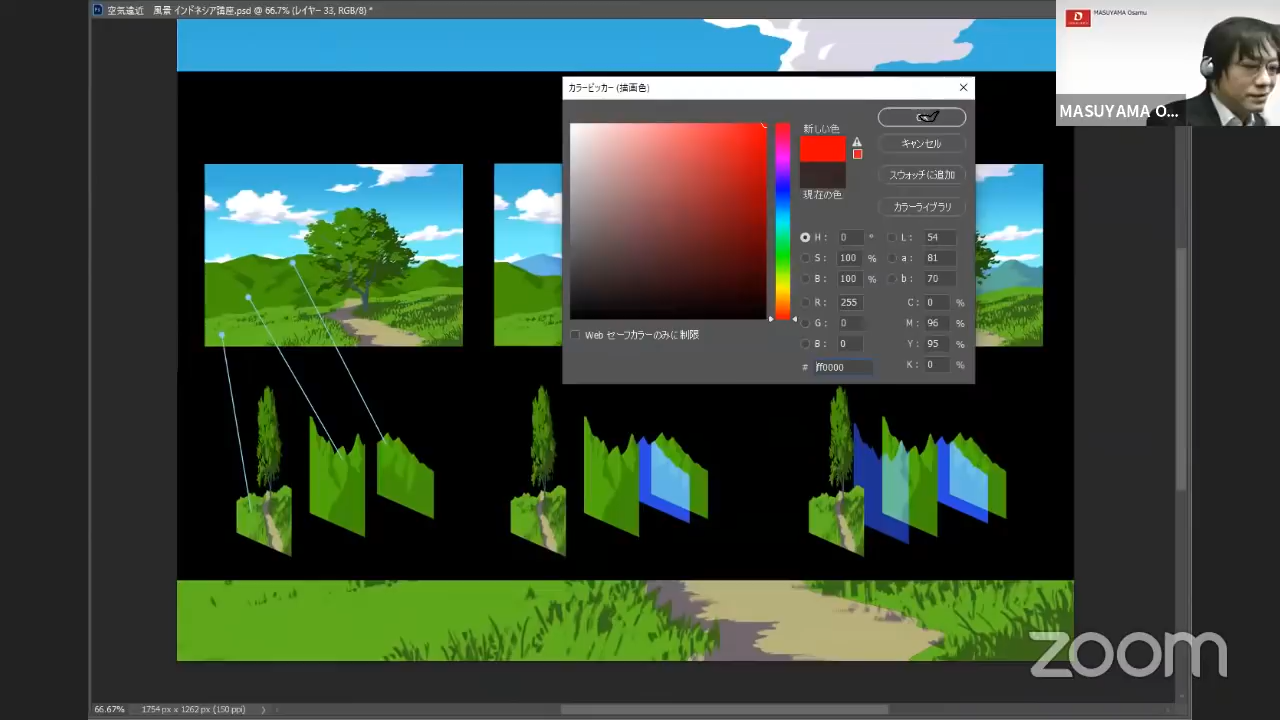 空気遠近　風景 インドネシア講座.psd @ 66.7% (レイヤー 33, RGB/8) *
MASUYAMA Osamu
MASUYAMA O...
カラーピッカー (描画色)
新しい色
現在の色
キャンセル
スウォッチに追加
カラーライブラリ
H: 0 °
L: 54
S: 100 %
a: 81
B: 100 %
b: 70
R: 255
C: 0 %
G: 0
M: 96 %
B: 0
Y: 95 %
# ff0000
K: 0 %
Web セーフカラーのみに制限
zoom
66.67%
1754 px x 1262 px (150 ppi)